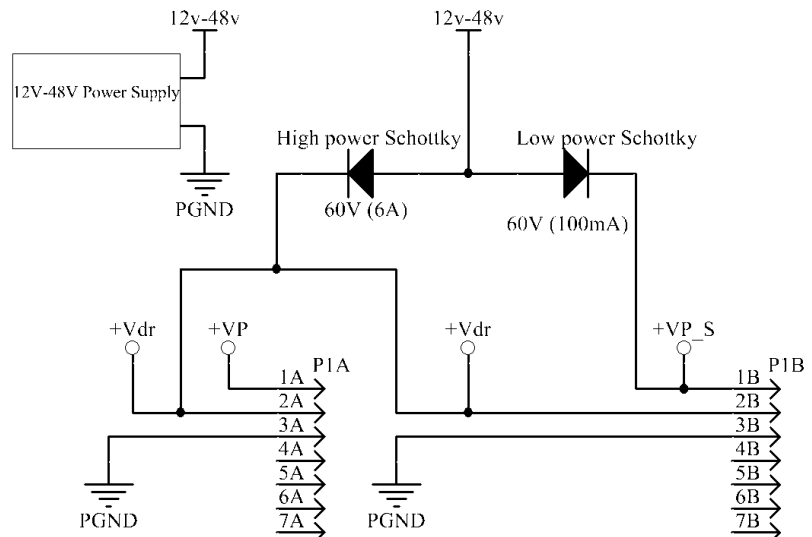 12v-48v
12v-48v
12V-48V Power Supply
High power Schottky
Low power Schottky
PGND
60V (6A)
60V (100mA)
+Vdr
+VP
+Vdr
+VP_S
P1A
P1B
1A
1B
2A
2B
3A
3B
4A
4B
5A
5B
6A
6B
PGND
PGND
7A
7B